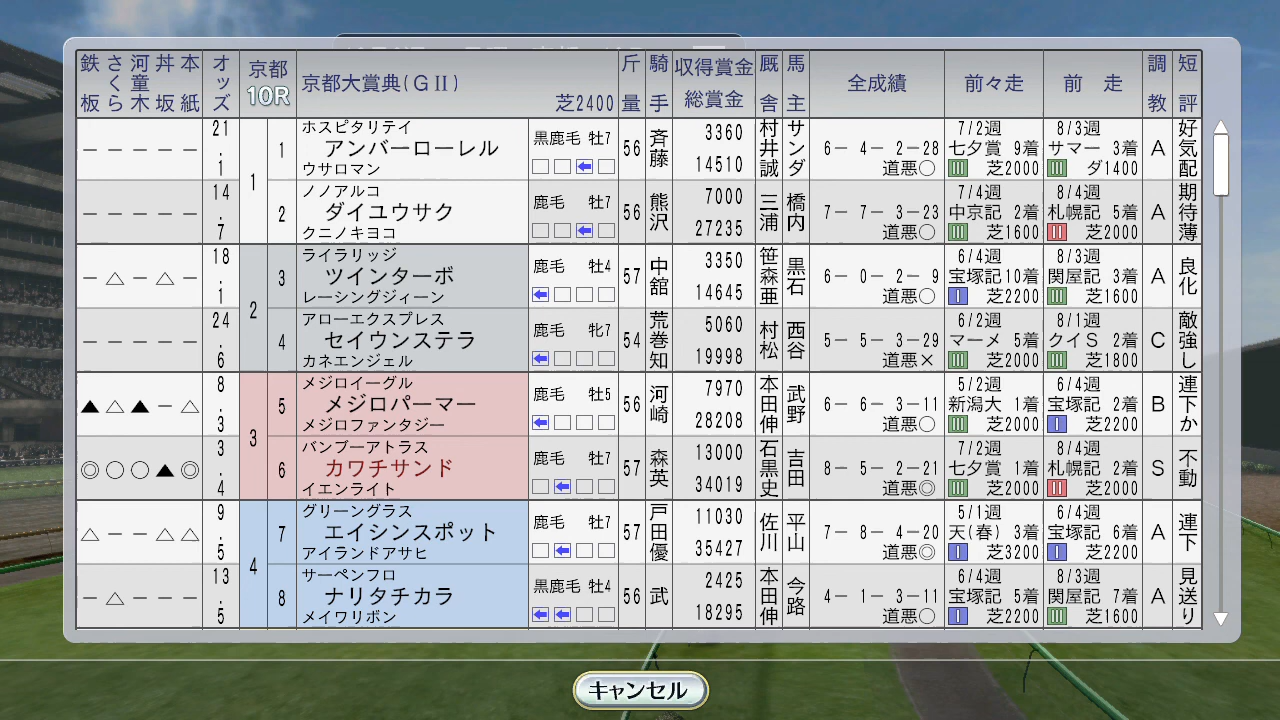 鉄板 さくら 河童木 丼坂 本紙 オッズ 京都10R 京都大賞典(GⅡ) 芝2400 斤量 騎手 収得賞金 総賞金 厩舎 馬主 全成績 前々走 前 走 調教 短評
－ － － － － 21.1 1 1 ホスピタリテイ
アンバーローレル
ウサロマン
黒鹿毛 牡7 56 斉藤 3360 14510 村井誠 サンダ 6－ 4－ 2－28 道悪○ 7/2週 七夕賞 9着 Ⅲ 芝2000 8/3週 サマー 3着 Ⅲ ダ1400 A 好気配
－ － － － － 14.7 2 ノノアルコ
ダイユウサク
クニノキヨコ
鹿毛 牡7 56 熊沢 7000 27235 三浦 橋内 7－ 7－ 3－23 道悪○ 7/4週 中京記 2着 Ⅲ 芝1600 8/4週 札幌記 5着 Ⅱ 芝2000 A 期待薄
－ △ － △ － 18.1 2 3 ライラリッジ
ツインターボ
レーシングジィーン
鹿毛 牡4 57 中舘 3350 14645 笹森亜 黒石 6－ 0－ 2－ 9 道悪○ 6/4週 宝塚記10着 Ⅰ 芝2200 8/3週 関屋記 3着 Ⅲ 芝1600 A 良化
－ － － － － 24.6 4 アローエクスプレス
セイウンステラ
カネエンジェル
鹿毛 牝7 54 荒巻知 5060 19998 村松 西谷 5－ 5－ 3－29 道悪× 6/2週 マーメ 5着 Ⅲ 芝2000 8/1週 クイS 2着 Ⅲ 芝1800 C 敵強し
▲ △ ▲ － △ 8.3 3 5 メジロイーグル
メジロパーマー
メジロファンタジー
鹿毛 牡5 56 河崎 7970 28208 本田伸 武野 6－ 6－ 3－11 道悪○ 5/2週 新潟大 1着 Ⅲ 芝2000 6/4週 宝塚記 2着 Ⅰ 芝2200 B 連下か
◎ ○ ○ ▲ ◎ 3.4 6 バンブーアトラス
カワチサンド
イエンライト
鹿毛 牡7 57 森英 13000 34019 石黒史 吉田 8－ 5－ 2－21 道悪◎ 7/2週 七夕賞 1着 Ⅲ 芝2000 8/4週 札幌記 2着 Ⅱ 芝2000 S 不動
△ － － △ △ 9.5 4 7 グリーングラス
エイシンスポット
アイランドアサヒ
鹿毛 牡7 57 戸田優 11030 35427 佐川 平山 7－ 8－ 4－20 道悪◎ 5/1週 天(春) 3着 Ⅰ 芝3200 6/4週 宝塚記 6着 Ⅰ 芝2200 A 連下
－ △ － － － 13.5 8 サーペンフロ
ナリタチカラ
メイワリボン
黒鹿毛 牡4 56 武 2425 18295 本田伸 今路 4－ 1－ 3－11 道悪○ 6/4週 宝塚記 5着 Ⅰ 芝2200 8/3週 関屋記 7着 Ⅲ 芝1600 A 見送り
キャンセル